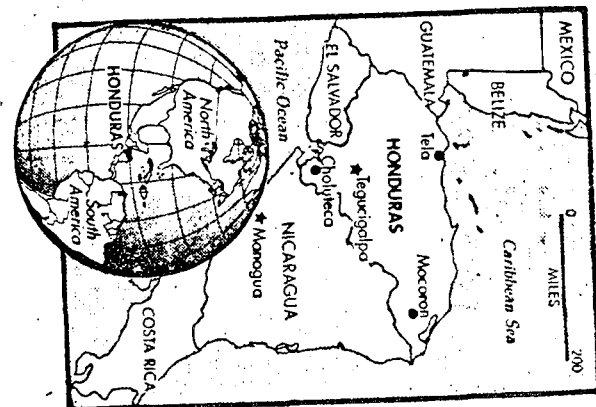 MEXICO
BELIZE
GUATEMALA
EL SALVADOR
Pacific Ocean
Tela
HONDURAS
Tegucigalpa
Choluteca
Mocoron
Caribbean Sea
0
MILES
200
NICARAGUA
Managua
COSTA RICA
North
America
HONDURAS
South
America